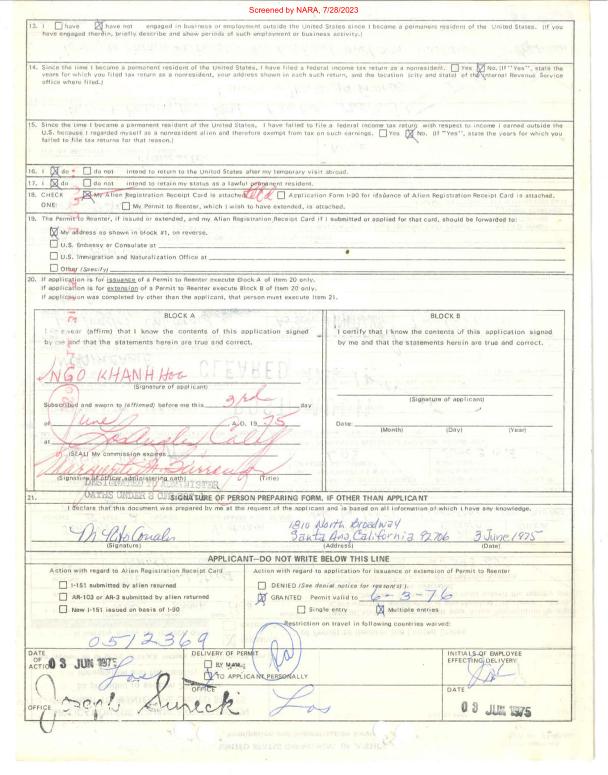 Screened by NARA, 7/28/2023
13. I ☐ have ☒ have not engaged in business or employment outside the United States since I became a permanent resident of the United States. (If you
have engaged therein, briefly describe and show periods of such employment or business activity.)
14. Since the time I became a permanent resident of the United States, I have filed a federal income tax return as a nonresident. ☐ Yes ☒ No. (If "Yes", state the
years for which you filed tax return as a nonresident, your address shown in each such return, and the location (city and state) of the Internal Revenue Service
office where filed.)
15. Since the time I became a permanent resident of the United States, I have failed to file a federal income tax return with respect to income I earned outside the
U.S. because I regarded myself as a nonresident alien and therefore exempt from tax on such earnings. ☐ Yes ☒ No. (If "Yes", state the years for which you
failed to file tax returns for that reason.)
16. I ☒ do ☐ do not intend to return to the United States after my temporary visit abroad.
17. I ☒ do ☐ do not intend to retain my status as a lawful permanent resident.
18. CHECK ☒ My Alien Registration Receipt Card is attached. ☐ Application Form I-90 for issuance of Alien Registration Receipt Card is attached.
ONE: ☐ My Permit to Reenter, which I wish to have extended, is attached.
19. The Permit to Reenter, if issued or extended, and my Alien Registration Receipt Card if I submitted or applied for that card, should be forwarded to:
☒ My address as shown in block #1, on reverse.
☐ U.S. Embassy or Consulate at
☐ U.S. Immigration and Naturalization Office at
☐ Other (Specify)
20. If application is for issuance of a Permit to Reenter execute Block A of item 20 only.
If application is for extension of a Permit to Reenter execute Block B of item 20 only.
If application was completed by other than the applicant, that person must execute Item 21.
BLOCK A
I swear (affirm) that I know the contents of this application signed
by me and that the statements herein are true and correct.
NGO KHANH HOA
(Signature of applicant)
Subscribed and sworn to (affirmed) before me this 3rd day
of June, A.D. 19 75
at Los Angeles, Calif
(SEAL) My commission expires
Marguerite
(Signature of officer administering oath) (Title)
DESIGNATED TO ADMINISTER
OATHS UNDER 8
BLOCK B
I certify that I know the contents of this application signed
by me and that the statements herein are true and correct.
(Signature of applicant)
Date:
(Month) (Day) (Year)
CLEARED
21. SIGNATURE OF PERSON PREPARING FORM, IF OTHER THAN APPLICANT
I declare that this document was prepared by me at the request of the applicant and is based on all information of which I have any knowledge.
1810 North Broadway
Santa Ana, California 92706 3 June 1975
(Signature) (Address) (Date)
APPLICANT—DO NOT WRITE BELOW THIS LINE
Action with regard to Alien Registration Receipt Card
☐ I-151 submitted by alien returned
☐ AR-103 or AR-3 submitted by alien returned
☐ New I-151 issued on basis of I-90
0512369
Action with regard to application for issuance or extension of Permit to Reenter
☐ DENIED (See denial notice for reason(s).)
☒ GRANTED Permit valid to 6-3-76
☐ Single entry ☒ Multiple entries
Restriction on travel in following countries waived:
DATE
OF
ACTION 03 JUN 1975
Los
OFFICE Joseph Sureck
DELIVERY OF PERMIT
☐ BY MAIL
☒ TO APPLICANT PERSONALLY
OFFICE
Los
INITIALS OF EMPLOYEE
EFFECTING DELIVERY
DATE
03 JUN 1975